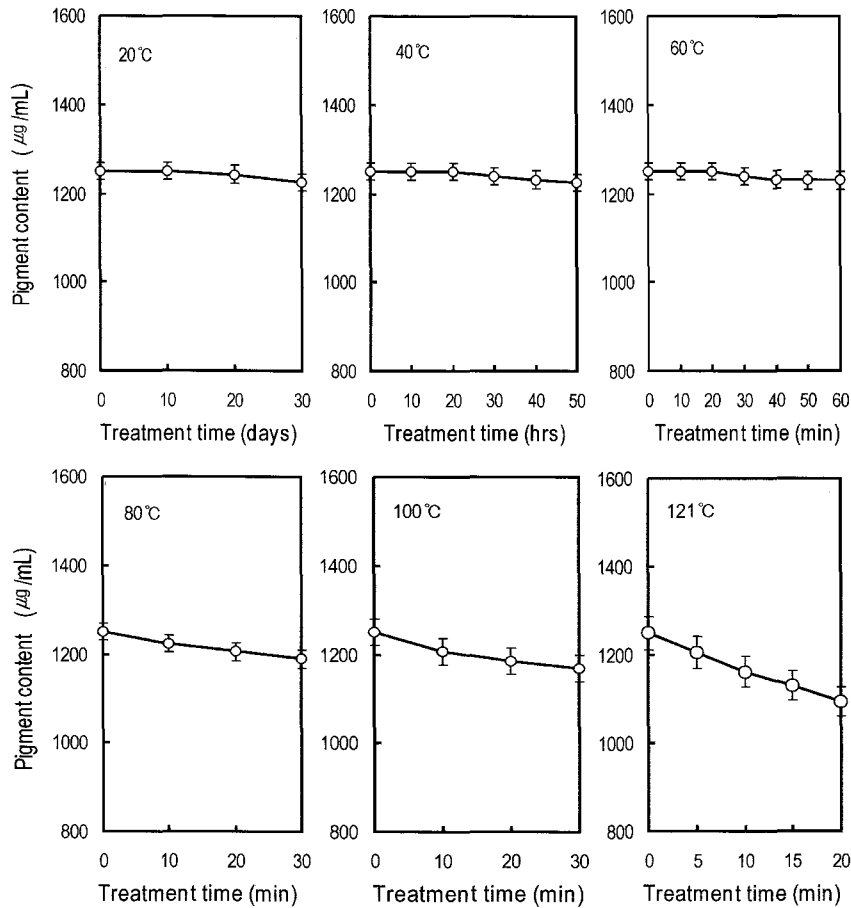 1600 1600 1600
20℃ 40℃ 60℃
1400 1400 1400
1200 1200 1200
1000 1000 1000
800 800 800
Pigment content (㎍/mL)
0 10 20 30 0 10 20 30 40 50 0 10 20 30 40 50 60
Treatment time (days) Treatment time (hrs) Treatment time (min)
1600 1600 1600
80℃ 100℃ 121℃
1400 1400 1400
1200 1200 1200
1000 1000 1000
800 800 800
Pigment content (㎍/mL)
0 10 20 30 0 10 20 30 0 5 10 15 20
Treatment time (min) Treatment time (min) Treatment time (min)